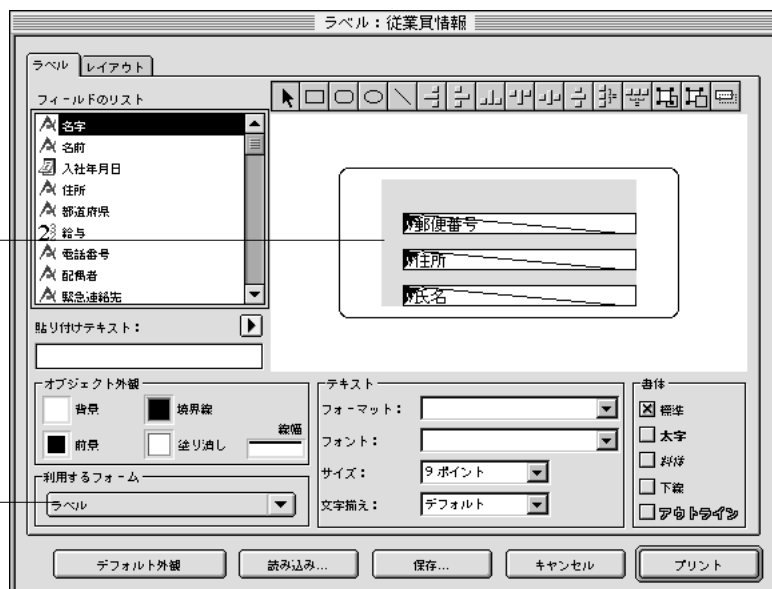 ラベル：従業員情報
ラベル
レイアウト
フィールドのリスト
名字
名前
入社年月日
住所
都道府県
給与
電話番号
配偶者
緊急連絡先
郵便番号
住所
氏名
貼り付けテキスト：
オブジェクト外観
背景
境界線
前景
塗り消し
線幅
利用するフォーム
ラベル
テキスト
フォーマット：
フォント：
サイズ：
9 ポイント
文字揃え：
デフォルト
書体
標準
太字
斜体
下線
アウトライン
デフォルト外観
読み込み...
保存...
キャンセル
プリント